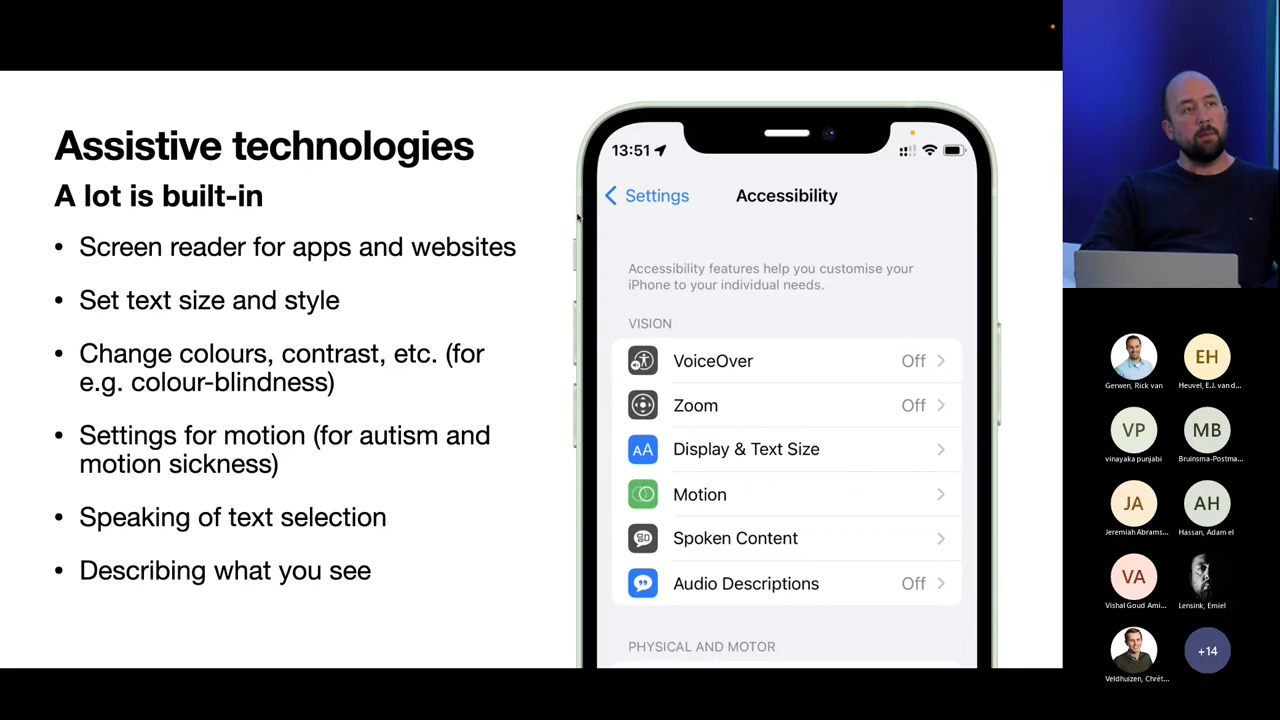 Assistive technologies
A lot is built-in
• Screen reader for apps and websites
• Set text size and style
• Change colours, contrast, etc. (for
e.g. colour-blindness)
• Settings for motion (for autism and
motion sickness)
• Speaking of text selection
• Describing what you see
13:51
Settings
Accessibility
Accessibility features help you customise your
iPhone to your individual needs.
VISION
VoiceOver Off
Zoom Off
AA Display & Text Size
Motion
Spoken Content
Audio Descriptions Off
PHYSICAL AND MOTOR
Gerwen, Rick van
EH
Heuvel, E.J. van d...
VP
vinayaka punjabi
MB
Bruinsma-Postma...
JA
Jeremiah Abrams...
AH
Hassan, Adam el
VA
Vishal Goud Ami...
Lensink, Emiel
Veldhuizen, Chrét...
+14